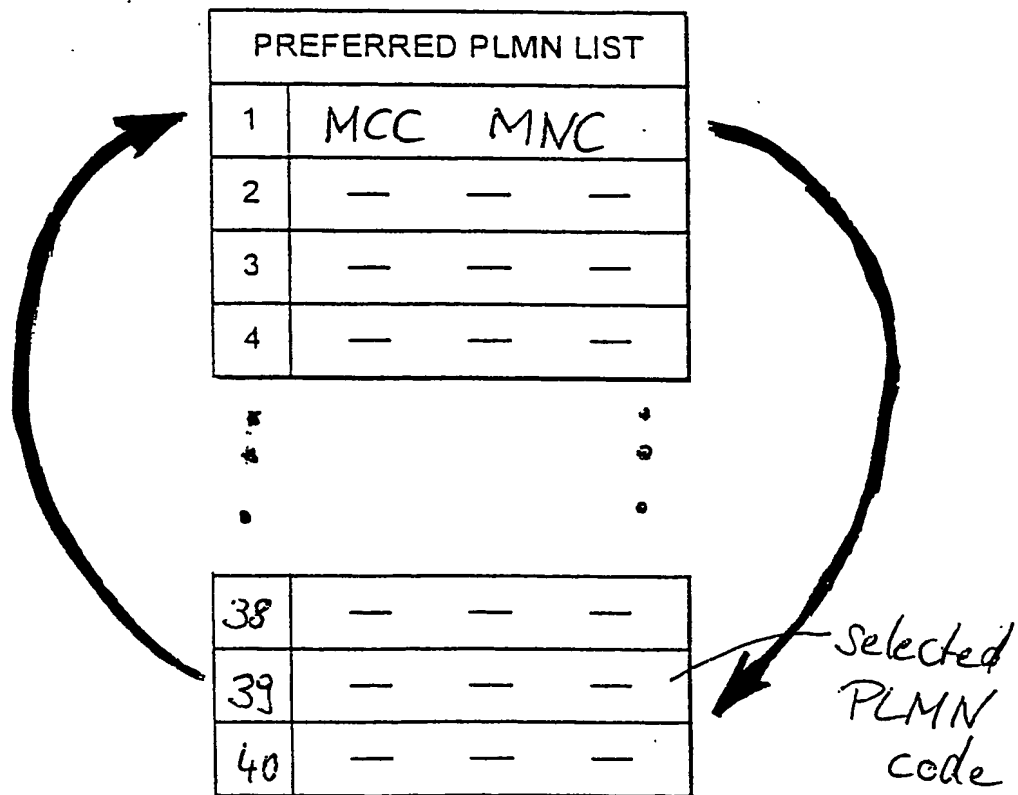 PREFERRED PLMN LIST
1 MCC MNC
2 — — —
3 — — —
4 — — —
38 — — —
39 — — —
40 — — —
selected
PLMN
code